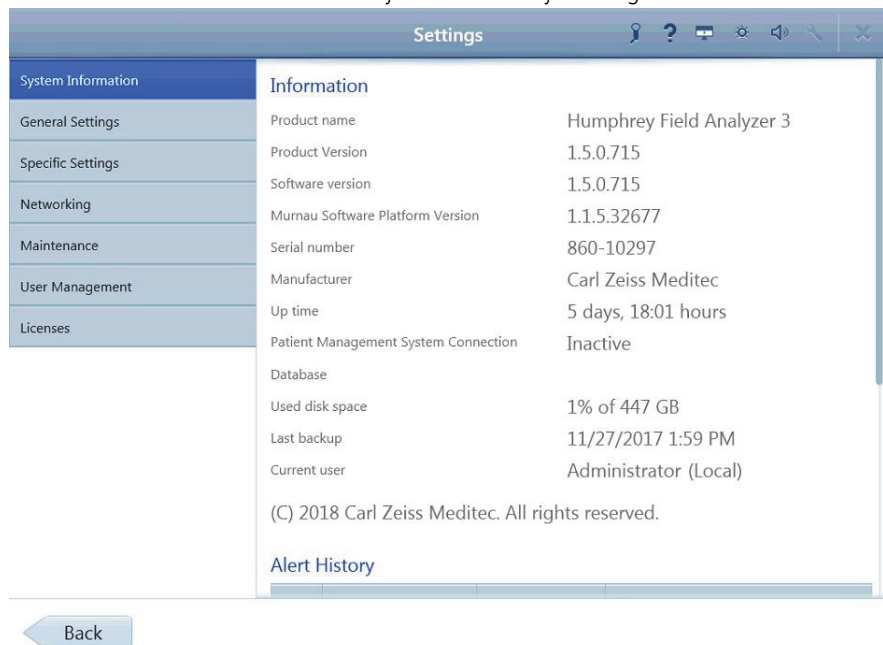 Settings
System Information
General Settings
Specific Settings
Networking
Maintenance
User Management
Licenses
Information
Product name Humphrey Field Analyzer 3
Product Version 1.5.0.715
Software version 1.5.0.715
Murnau Software Platform Version 1.1.5.32677
Serial number 860-10297
Manufacturer Carl Zeiss Meditec
Up time 5 days, 18:01 hours
Patient Management System Connection Inactive
Database
Used disk space 1% of 447 GB
Last backup 11/27/2017 1:59 PM
Current user Administrator (Local)
(C) 2018 Carl Zeiss Meditec. All rights reserved.
Alert History
Back